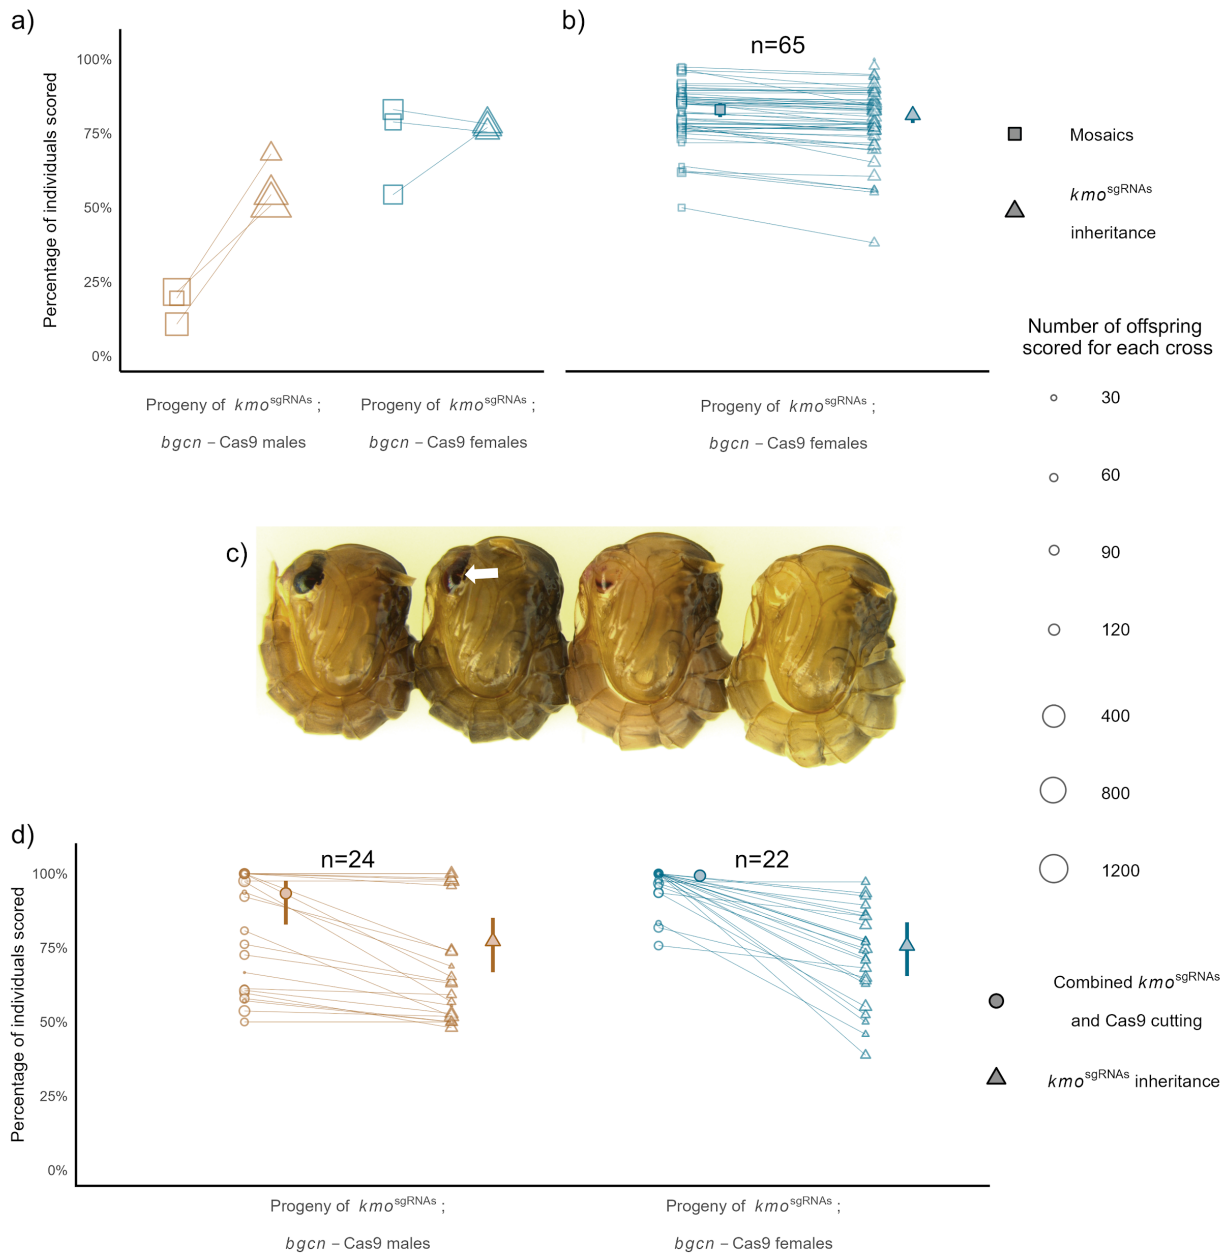 a)
Percentage of individuals scored
100%
75%
50%
25%
0%
Progeny of kmo^sgRNAs ;
bgcn – Cas9 males
Progeny of kmo^sgRNAs ;
bgcn – Cas9 females
b)
n=65
Progeny of kmo^sgRNAs ;
bgcn – Cas9 females
Mosaics
kmo^sgRNAs
inheritance
Number of offspring
scored for each cross
30
60
90
120
400
800
1200
c)
d)
Percentage of individuals scored
100%
75%
50%
25%
0%
n=24
n=22
Progeny of kmo^sgRNAs ;
bgcn – Cas9 males
Progeny of kmo^sgRNAs ;
bgcn – Cas9 females
Combined kmo^sgRNAs
and Cas9 cutting
kmo^sgRNAs inheritance